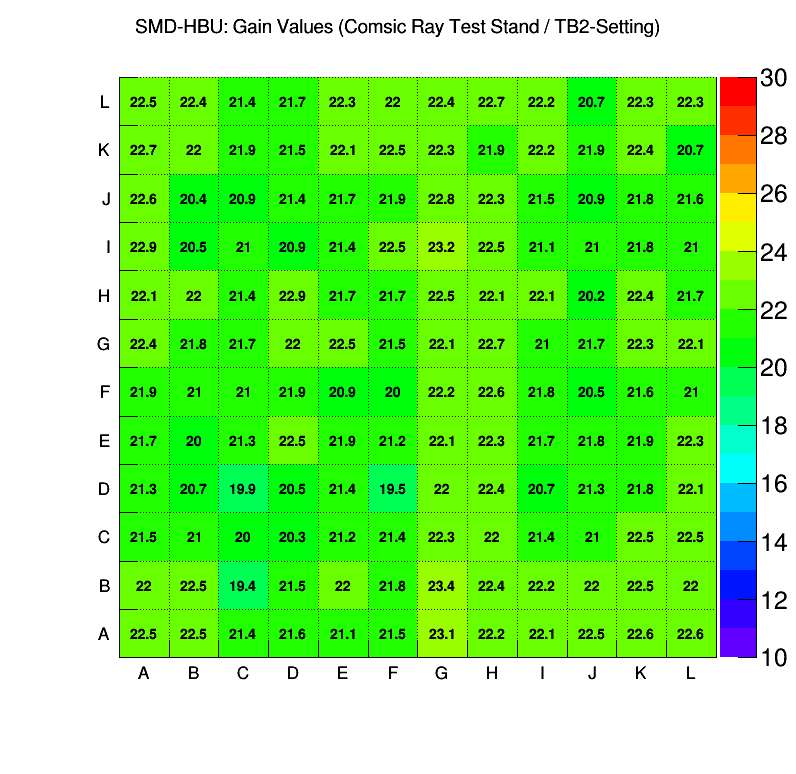 SMD-HBU: Gain Values (Comsic Ray Test Stand / TB2-Setting)
L 22.5 22.4 21.4 21.7 22.3 22 22.4 22.7 22.2 20.7 22.3 22.3
K 22.7 22 21.9 21.5 22.1 22.5 22.3 21.9 22.2 21.9 22.4 20.7
J 22.6 20.4 20.9 21.4 21.7 21.9 22.8 22.3 21.5 20.9 21.8 21.6
I 22.9 20.5 21 20.9 21.4 22.5 23.2 22.5 21.1 21 21.8 21
H 22.1 22 21.4 22.9 21.7 21.7 22.5 22.1 22.1 20.2 22.4 21.7
G 22.4 21.8 21.7 22 22.5 21.5 22.1 22.7 21 21.7 22.3 22.1
F 21.9 21 21 21.9 20.9 20 22.2 22.6 21.8 20.5 21.6 21
E 21.7 20 21.3 22.5 21.9 21.2 22.1 22.3 21.7 21.8 21.9 22.3
D 21.3 20.7 19.9 20.5 21.4 19.5 22 22.4 20.7 21.3 21.8 22.1
C 21.5 21 20 20.3 21.2 21.4 22.3 22 21.4 21 22.5 22.5
B 22 22.5 19.4 21.5 22 21.8 23.4 22.4 22.2 22 22.5 22
A 22.5 22.5 21.4 21.6 21.1 21.5 23.1 22.2 22.1 22.5 22.6 22.6
A B C D E F G H I J K L
30
28
26
24
22
20
18
16
14
12
10